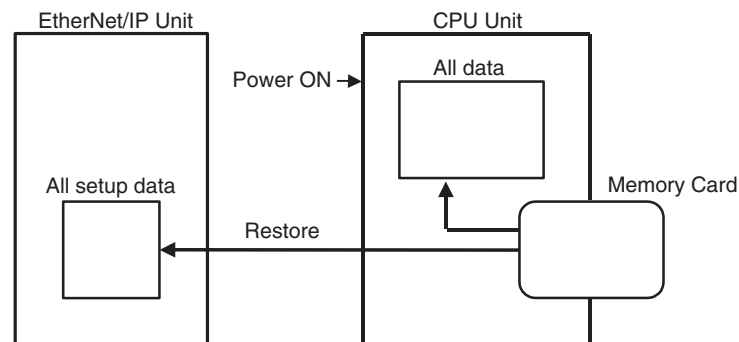 EtherNet/IP Unit
CPU Unit
Power ON
All data
All setup data
Memory Card
Restore